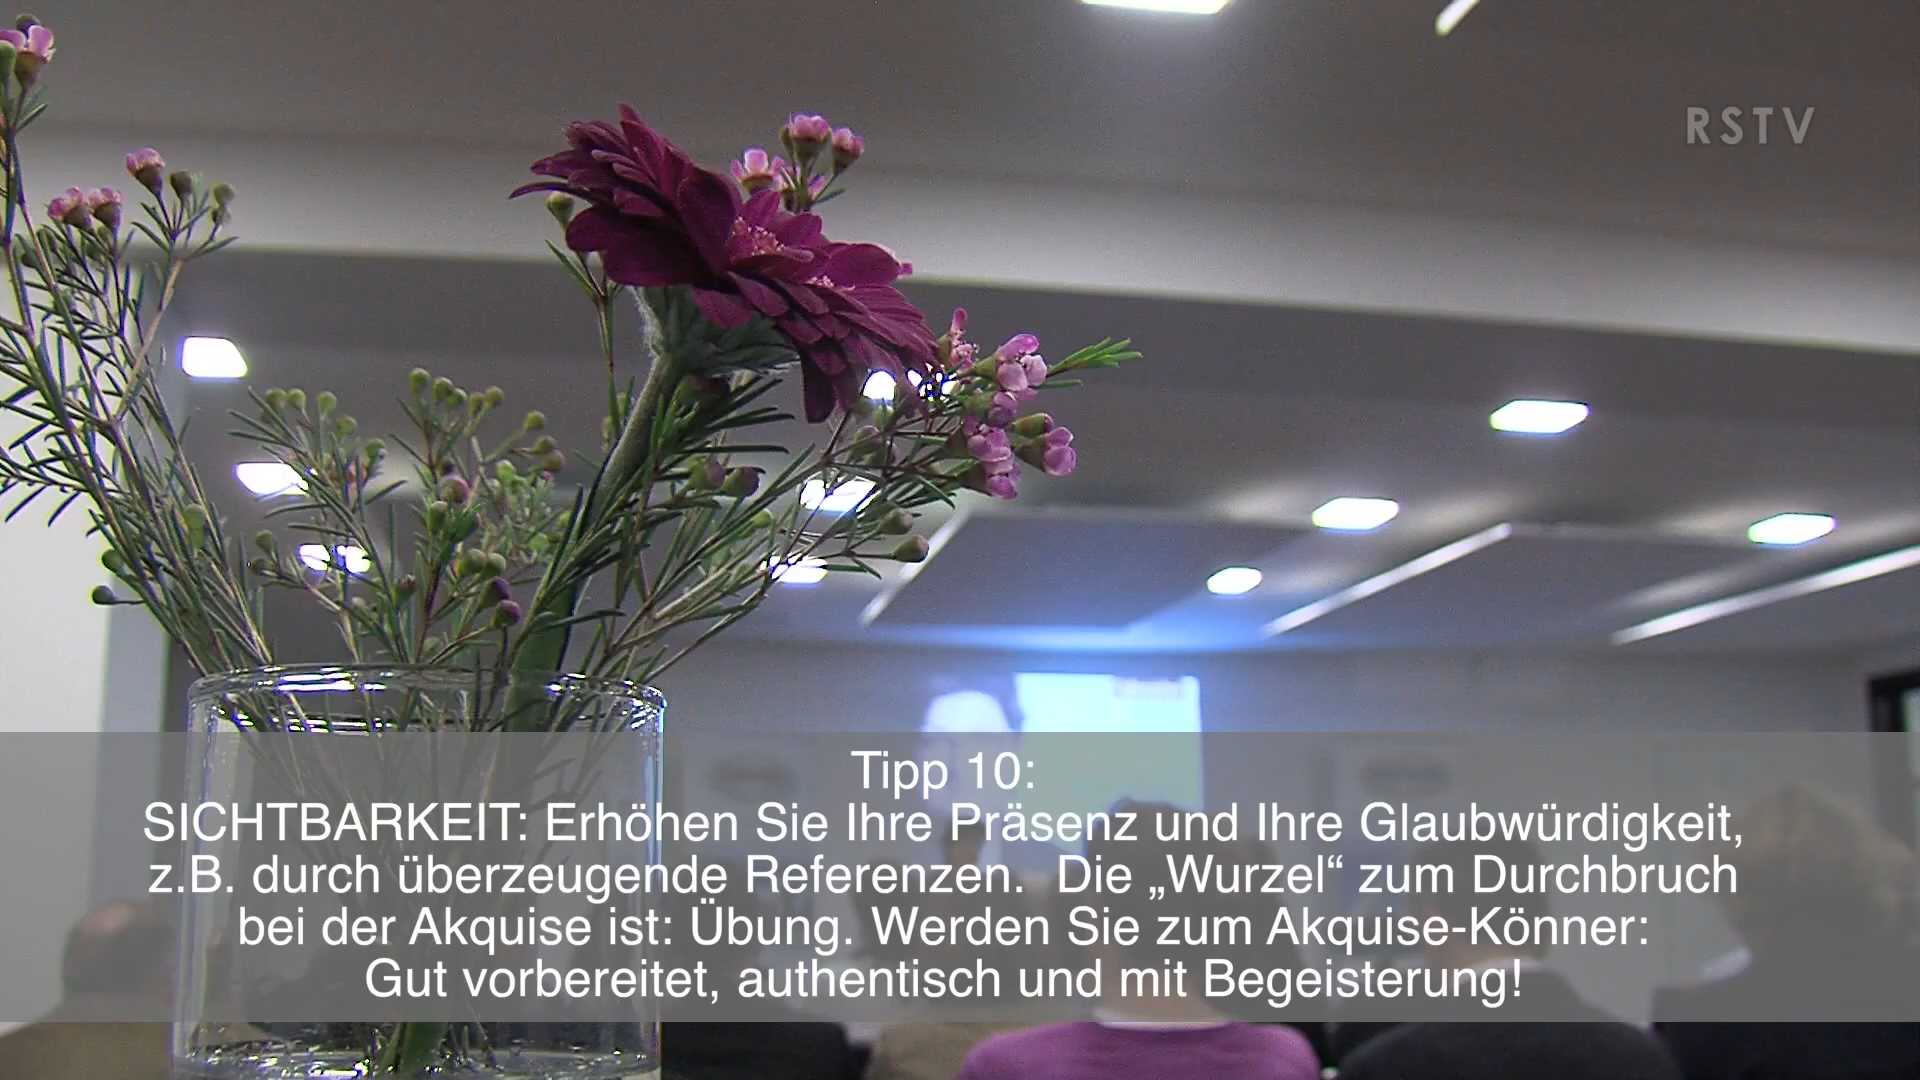 RSTV
Tipp 10:
SICHTBARKEIT: Erhöhen Sie Ihre Präsenz und Ihre Glaubwürdigkeit,
z.B. durch überzeugende Referenzen.  Die „Wurzel“ zum Durchbruch
bei der Akquise ist: Übung. Werden Sie zum Akquise-Könner:
Gut vorbereitet, authentisch und mit Begeisterung!